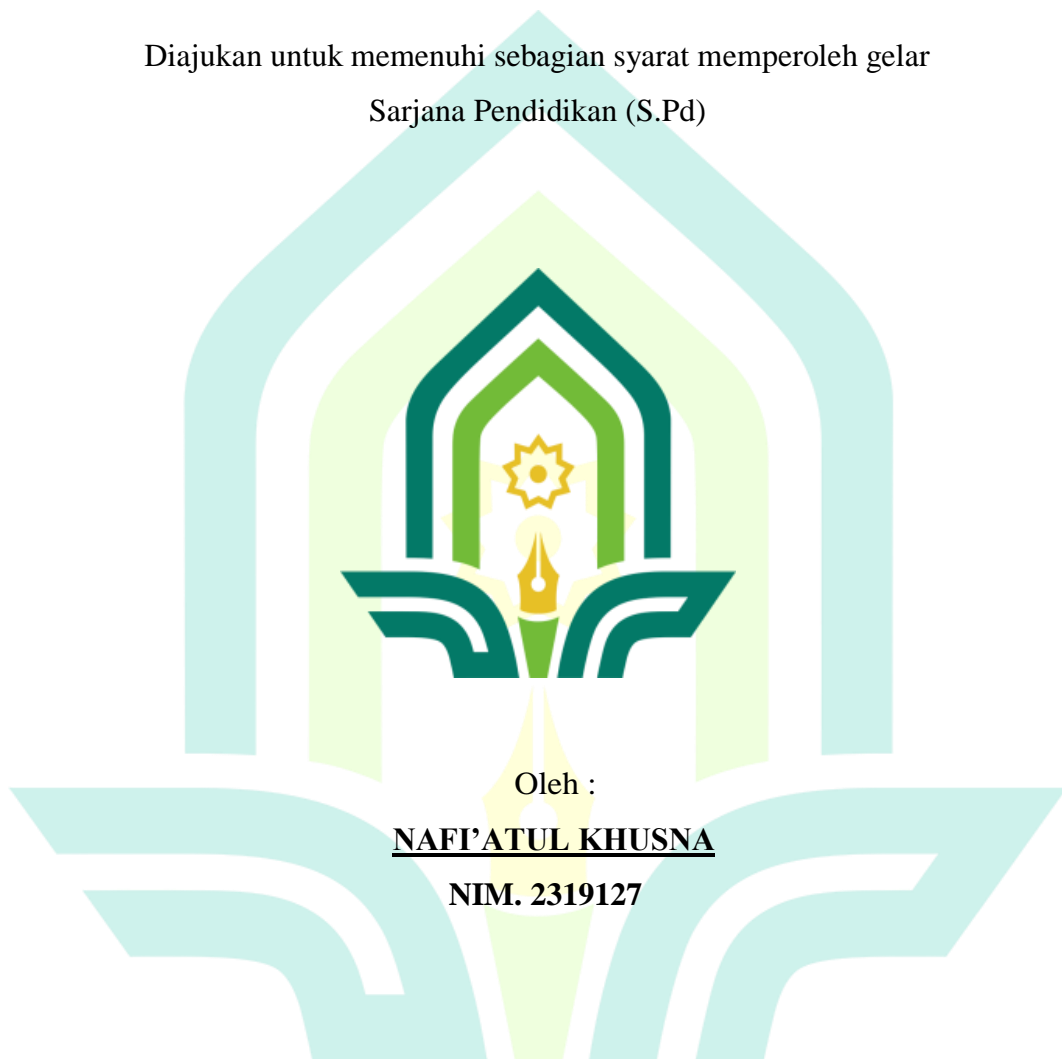 Diajukan untuk memenuhi sebagian syarat memperoleh gelar
Sarjana Pendidikan (S.Pd)
Oleh :
NAFI’ATUL KHUSNA
NIM. 2319127